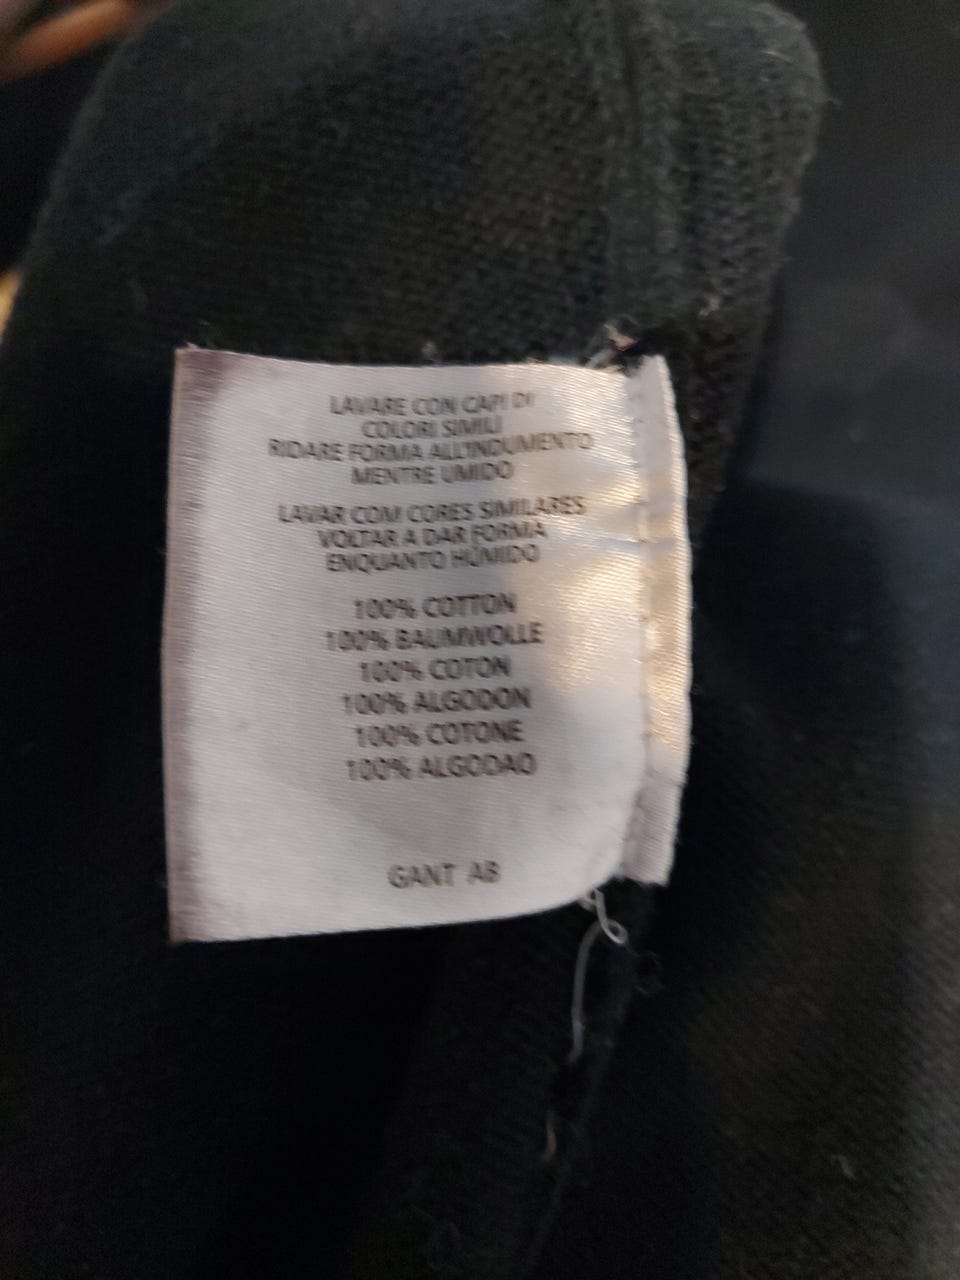 LAVARE CON CAPI DI
COLORI SIMILI
RIDARE FORMA ALL'INDUMENTO
MENTRE UMIDO
LAVAR COM CORES SIMILARES
VOLTAR A DAR FORMA
ENQUANTO HÚMIDO
100% COTTON
100% BAUMWOLLE
100% COTON
100% ALGODON
100% COTONE
100% ALGODAO
GANT AB